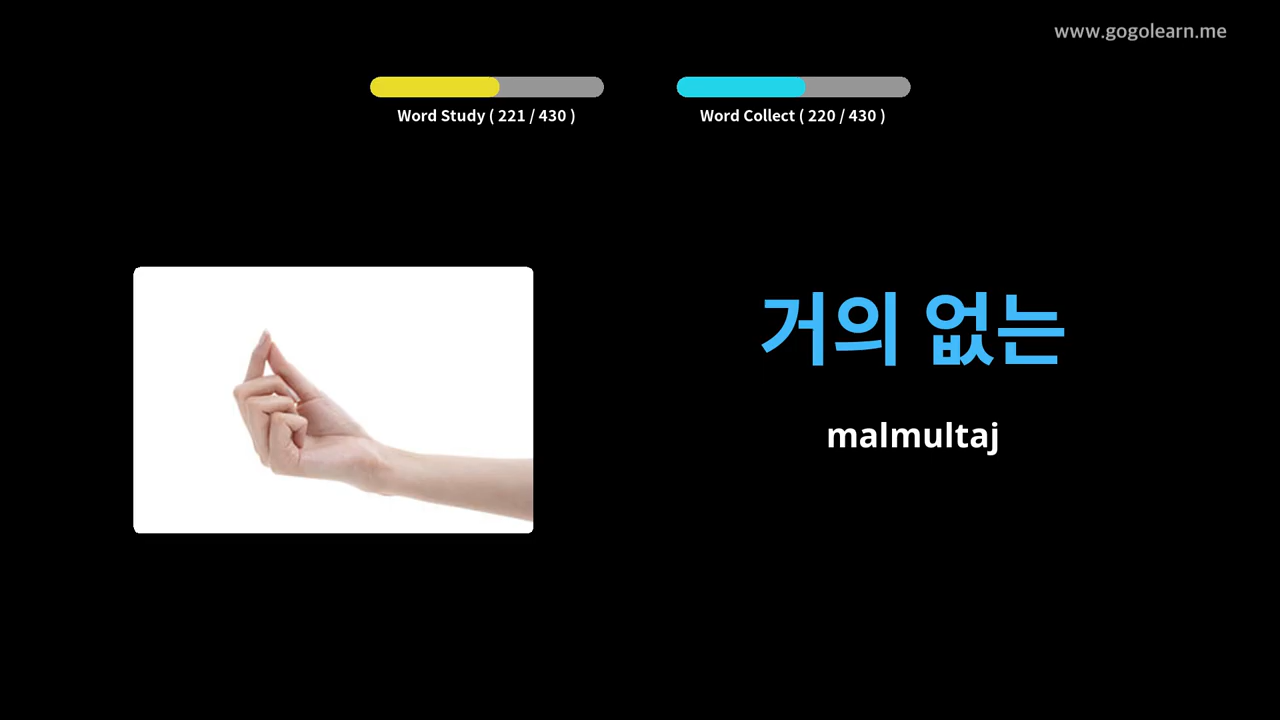 www.gogolearn.me
Word Study ( 221 / 430 )
Word Collect ( 220 / 430 )
거의 없는
malmultaj